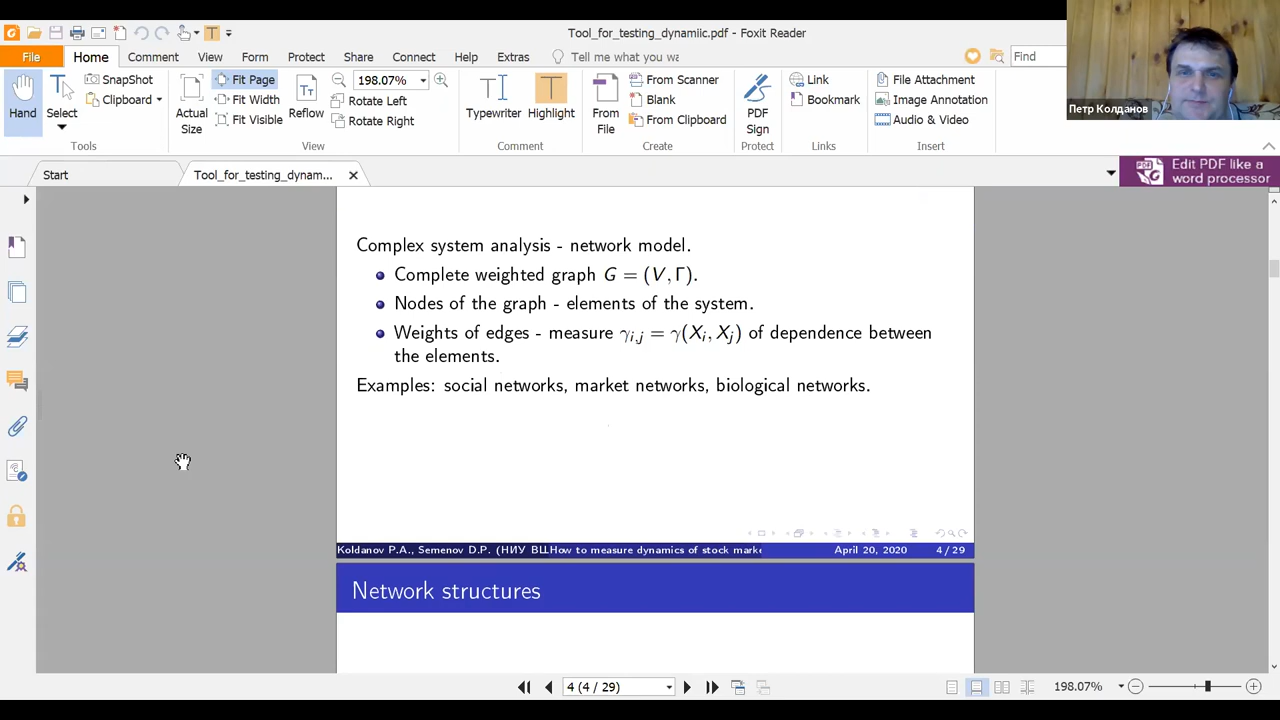 Tool_for_testing_dynamiic.pdf - Foxit Reader
File
Home
Comment
View
Form
Protect
Share
Connect
Help
Extras
Tell me what you wa
Find
Hand
Select
SnapShot
Clipboard
Tools
Actual Size
Fit Page
Fit Width
Fit Visible
Reflow
198.07%
Rotate Left
Rotate Right
View
Typewriter
Highlight
Comment
From File
From Scanner
Blank
From Clipboard
Create
PDF Sign
Protect
Link
Bookmark
Links
File Attachment
Image Annotation
Audio & Video
Insert
Петр Колданов
Start
Tool_for_testing_dynam...
Edit PDF like a
word processor
Complex system analysis - network model.
Complete weighted graph G = (V, Γ).
Nodes of the graph - elements of the system.
Weights of edges - measure γi,j = γ(Xi, Xj) of dependence between
the elements.
Examples: social networks, market networks, biological networks.
Koldanov P.A., Semenov D.P. (НИУ ВШ How to measure dynamics of stock marke April 20, 2020 4 / 29
Network structures
4 (4 / 29)
198.07%